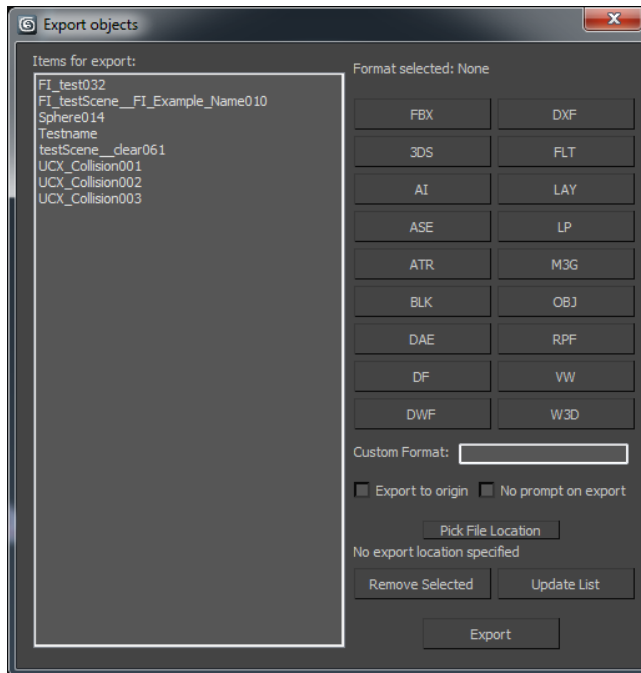 Export objects
Items for export:
FI_test032
FI_testScene__FI_Example_Name010
Sphere014
Testname
testScene__clear061
UCX_Collision001
UCX_Collision002
UCX_Collision003
Format selected: None
FBX DXF
3DS FLT
AI LAY
ASE LP
ATR M3G
BLK OBJ
DAE RPF
DF VW
DWF W3D
Custom Format:
Export to origin No prompt on export
Pick File Location
No export location specified
Remove Selected Update List
Export